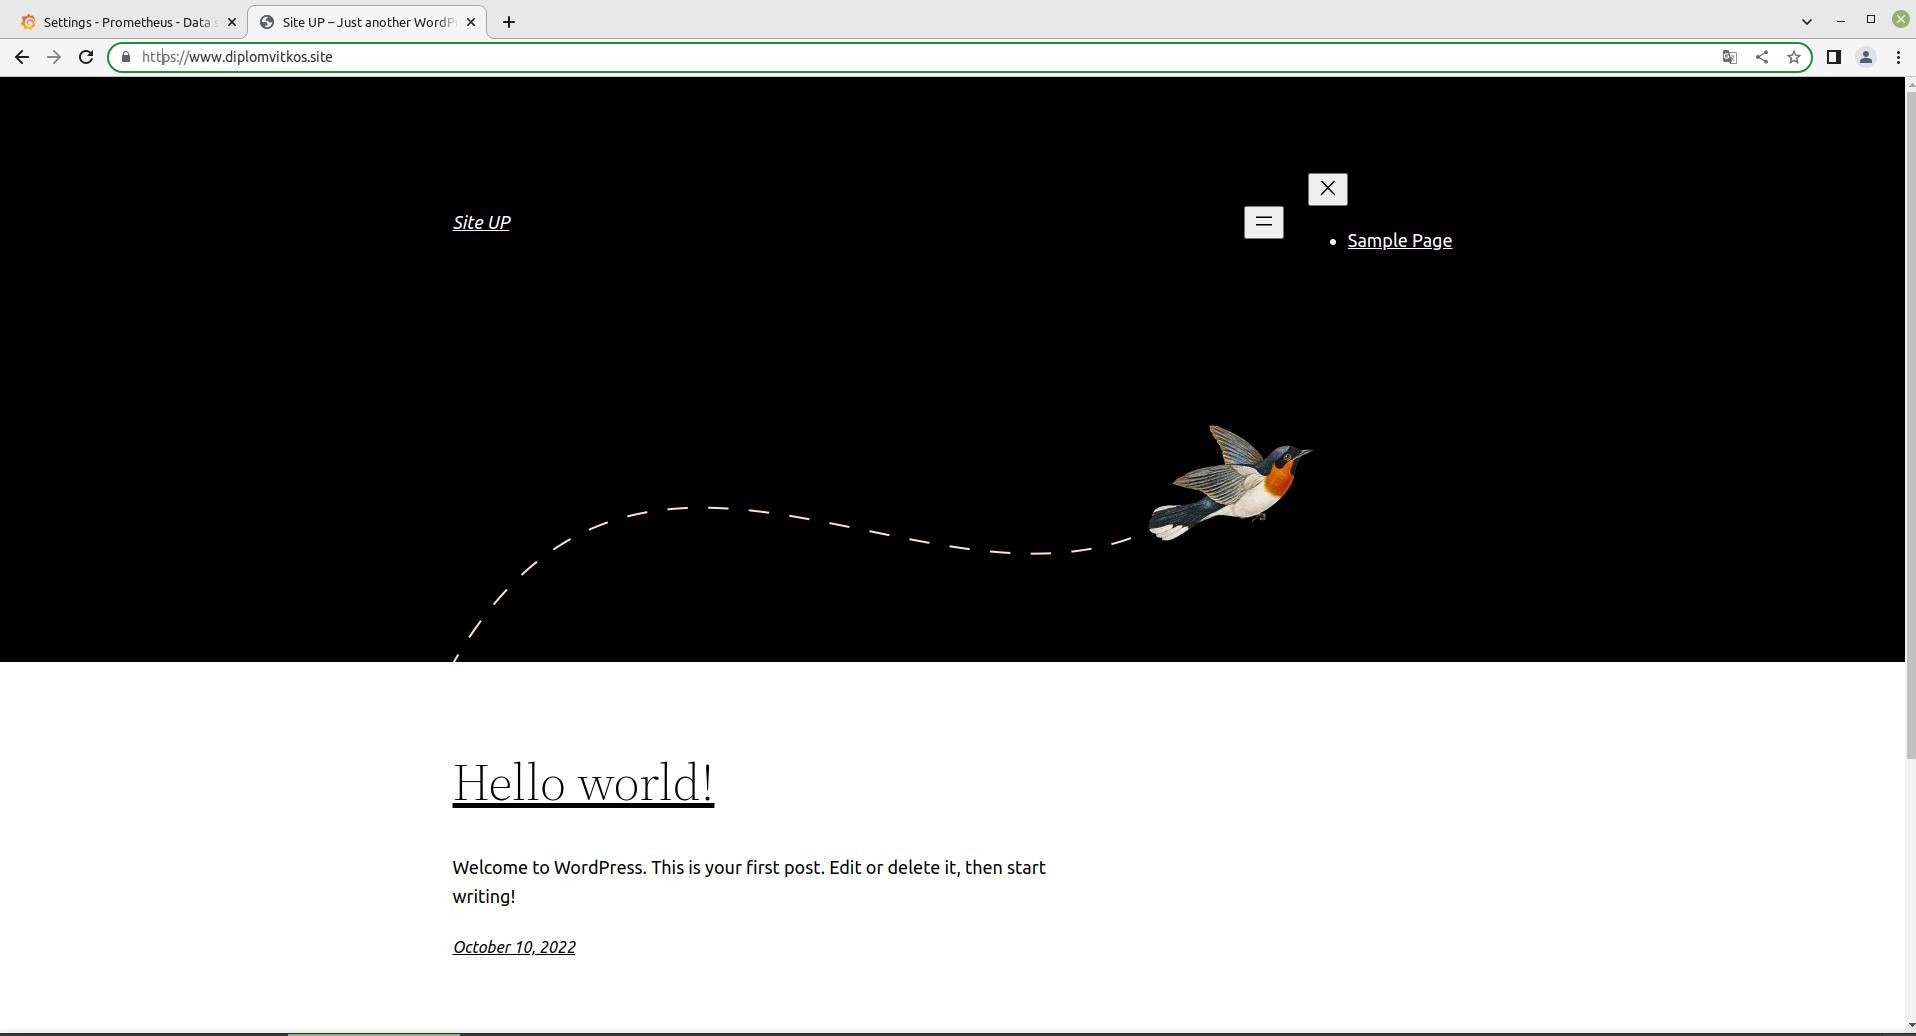 Settings - Prometheus - Data s
Site UP – Just another WordP
https://www.diplomvitkos.site
Site UP
Sample Page
Hello world!
Welcome to WordPress. This is your first post. Edit or delete it, then start
writing!
October 10, 2022